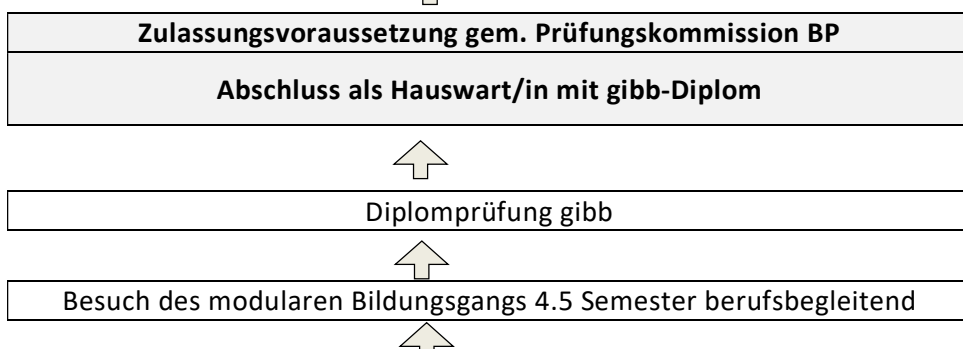 Zulassungsvoraussetzung gem. Prüfungskommission BP
Abschluss als Hauswart/in mit gibb-Diplom
Diplomprüfung gibb
Besuch des modularen Bildungsgangs 4.5 Semester berufsbegleitend